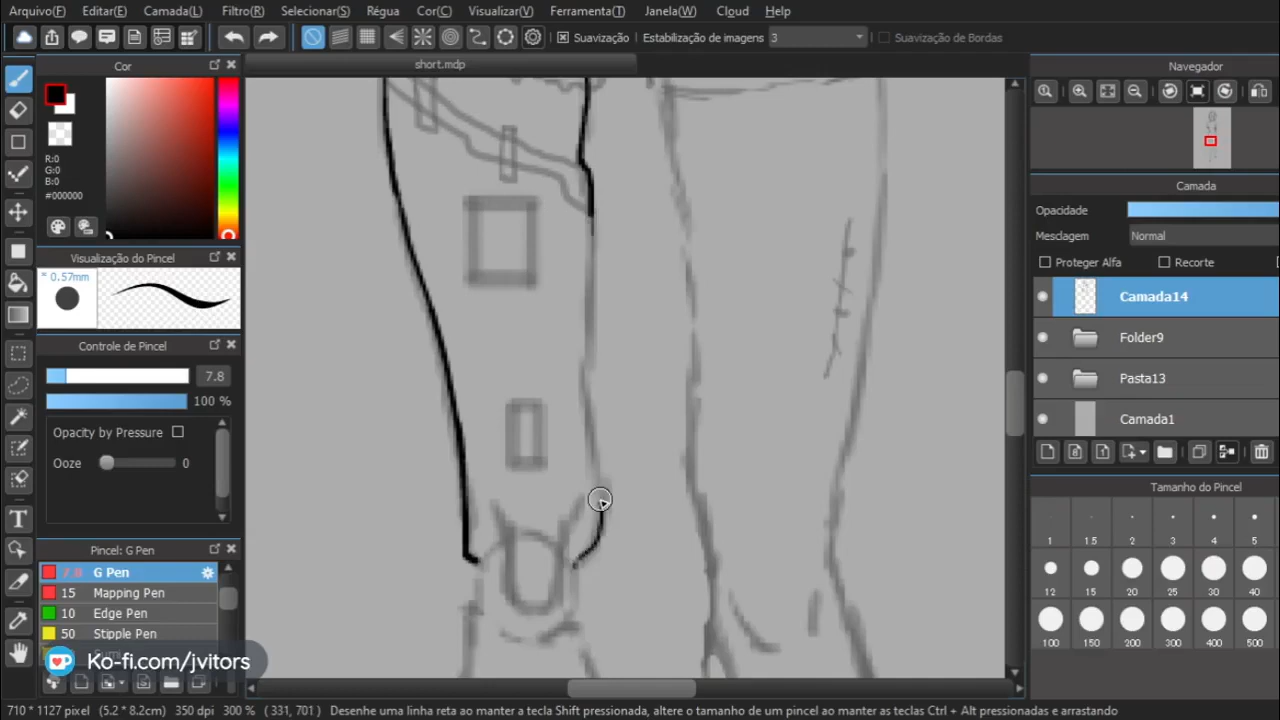 Arquivo(F) Editar(E) Camada(L) Filtro(R) Selecionar(S) Régua Cor(C) Visualizar(V) Ferramenta(T) Janela(W) Cloud Help
Suavização Estabilização de imagens 3 Suavização de Bordas
Cor
short.mdp
Navegador
R:0
G:0
B:0
#000000
Camada
Opacidade
Mesclagem Normal
Proteger Alfa Recorte
Visualização do Pincel
* 0.57mm
Camada14
Folder9
Pasta13
Camada1
Controle de Pincel
7.8
100 %
Opacity by Pressure
Ooze 0
Tamanho do Pincel
1 1.5 2 3 4 5
12 15 20 25 30 40
100 150 200 300 400 500
Pincel: G Pen
G Pen
15 Mapping Pen
10 Edge Pen
50 Stipple Pen
Ko-fi.com/jvitors
710 * 1127 pixel (5.2 * 8.2cm) 350 dpi 300 % ( 331, 701 ) Desenhe uma linha reta ao manter a tecla Shift pressionada, altere o tamanho de um pincel ao manter as teclas Ctrl + Alt pressionadas e arrastando